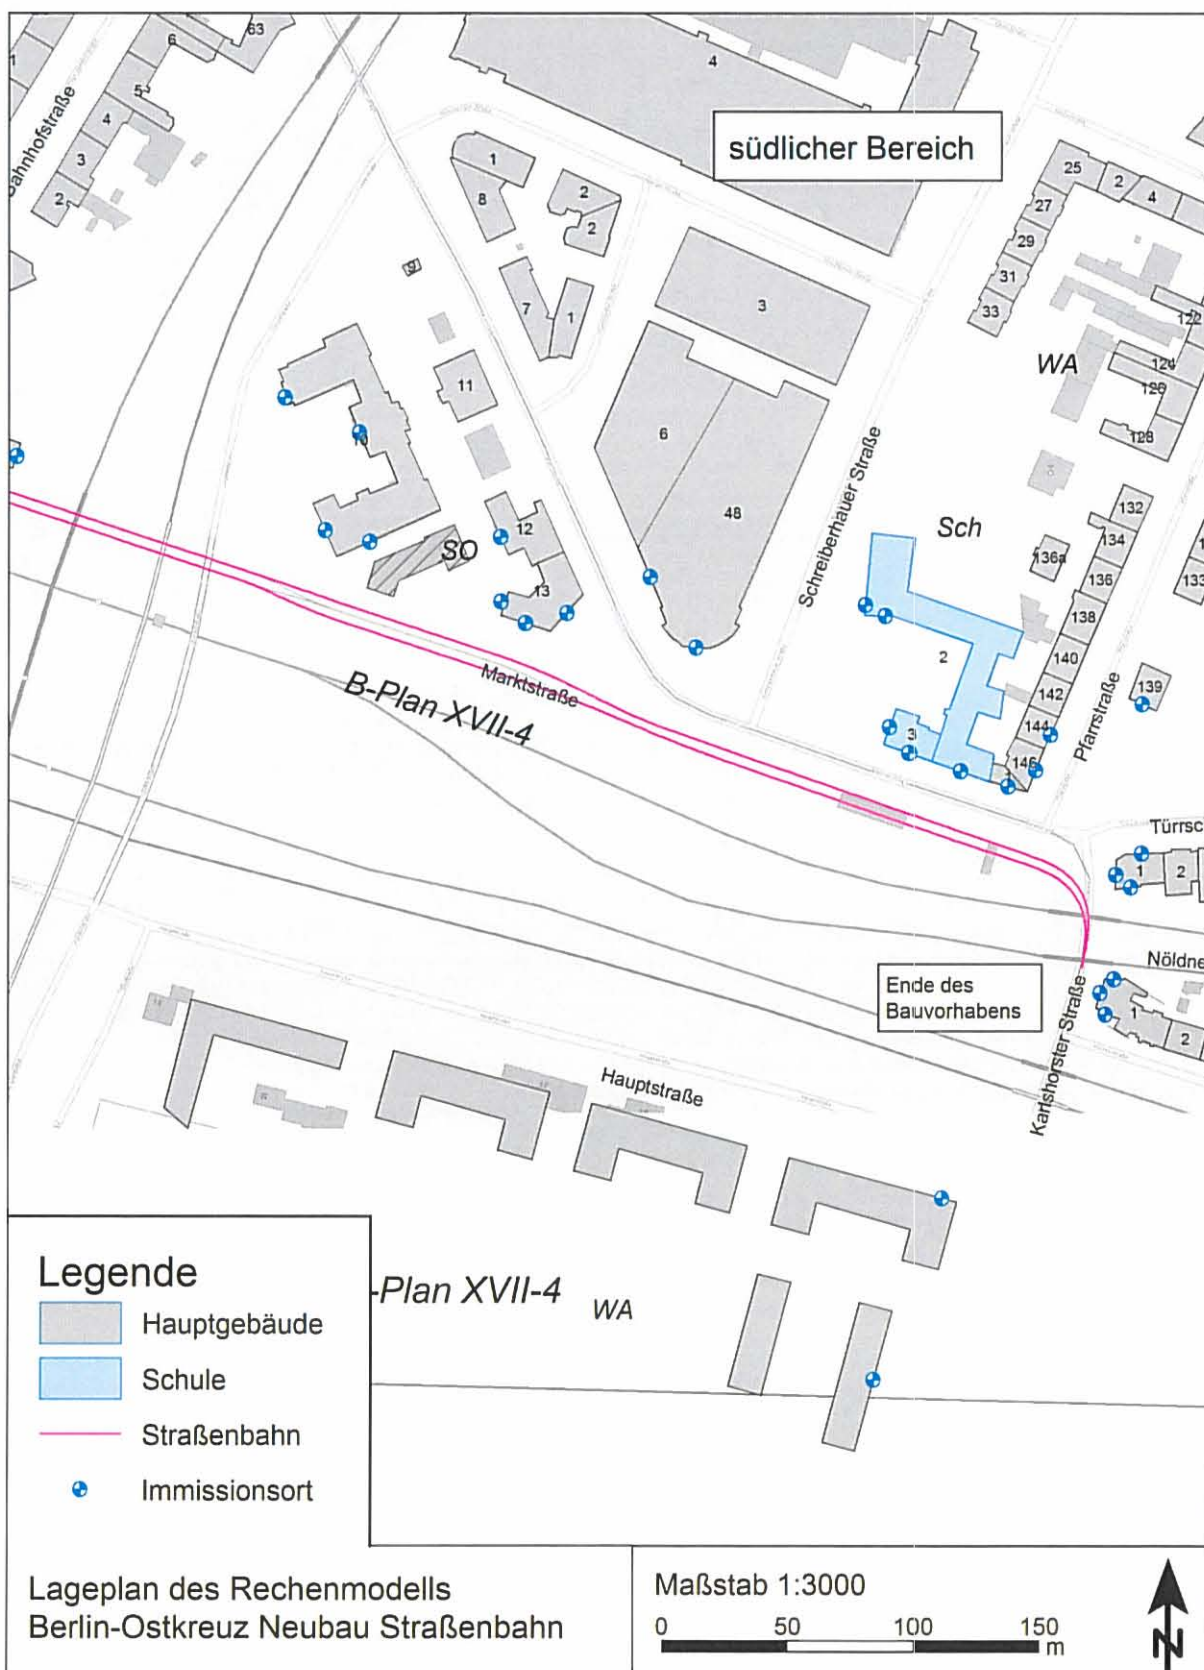 63
6
1
5
4
3
2
Bahnhofstraße
4
südlicher Bereich
1
8
2
2
25
2
4
27
29
31
33
9
7
1
3
122
124
126
128
WA
11
10
6
48
Schreiberhauer Straße
132
134
136
138
140
142
144
146
136a
133
139
Sch
12
SO
13
2
3
Marktstraße
B-Plan XVII-4
Pfarrstraße
Türrsc
1
2
Nöldne
Ende des
Bauvorhabens
1
2
Karlshorster Straße
Hauptstraße
-Plan XVII-4
WA
Legende
Hauptgebäude
Schule
Straßenbahn
Immissionsort
Lageplan des Rechenmodells
Berlin-Ostkreuz Neubau Straßenbahn
Maßstab 1:3000
0 50 100 150
m
N